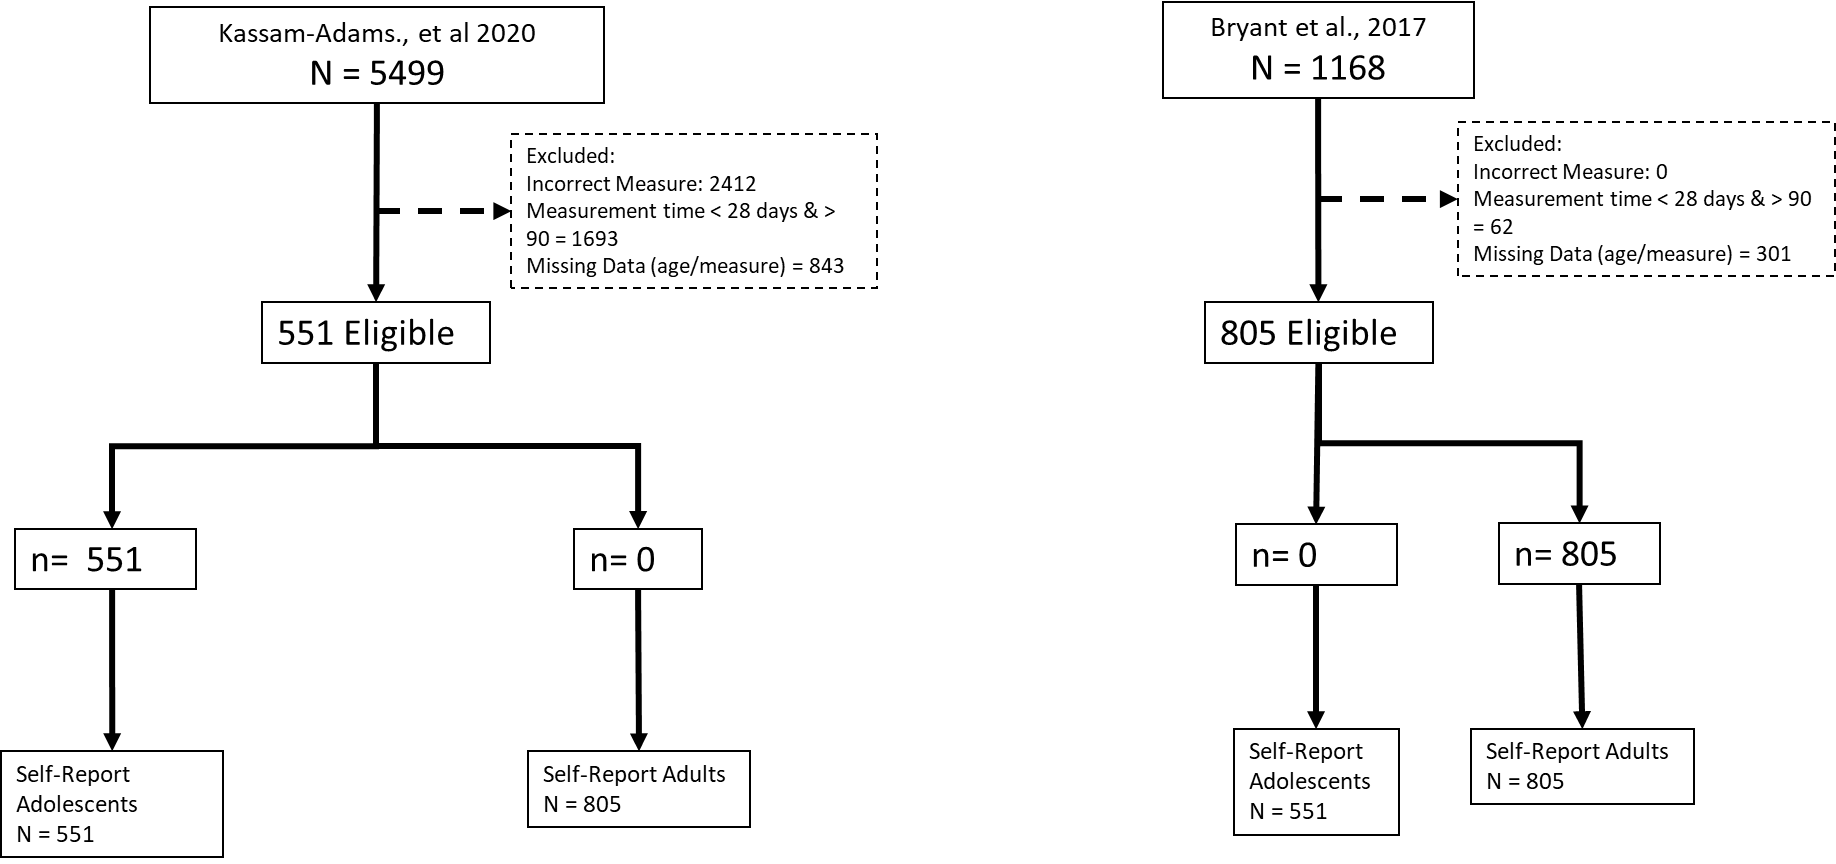 Kassam-Adams., et al 2020
N = 5499
Excluded:
Incorrect Measure: 2412
Measurement time < 28 days & >
90 = 1693
Missing Data (age/measure) = 843
551 Eligible
n=  551
n= 0
Self-Report
Adolescents
N = 551
Self-Report Adults
N = 805
Bryant et al., 2017
N = 1168
Excluded:
Incorrect Measure: 0
Measurement time < 28 days & > 90
= 62
Missing Data (age/measure) = 301
805 Eligible
n= 0
n= 805
Self-Report
Adolescents
N = 551
Self-Report Adults
N = 805